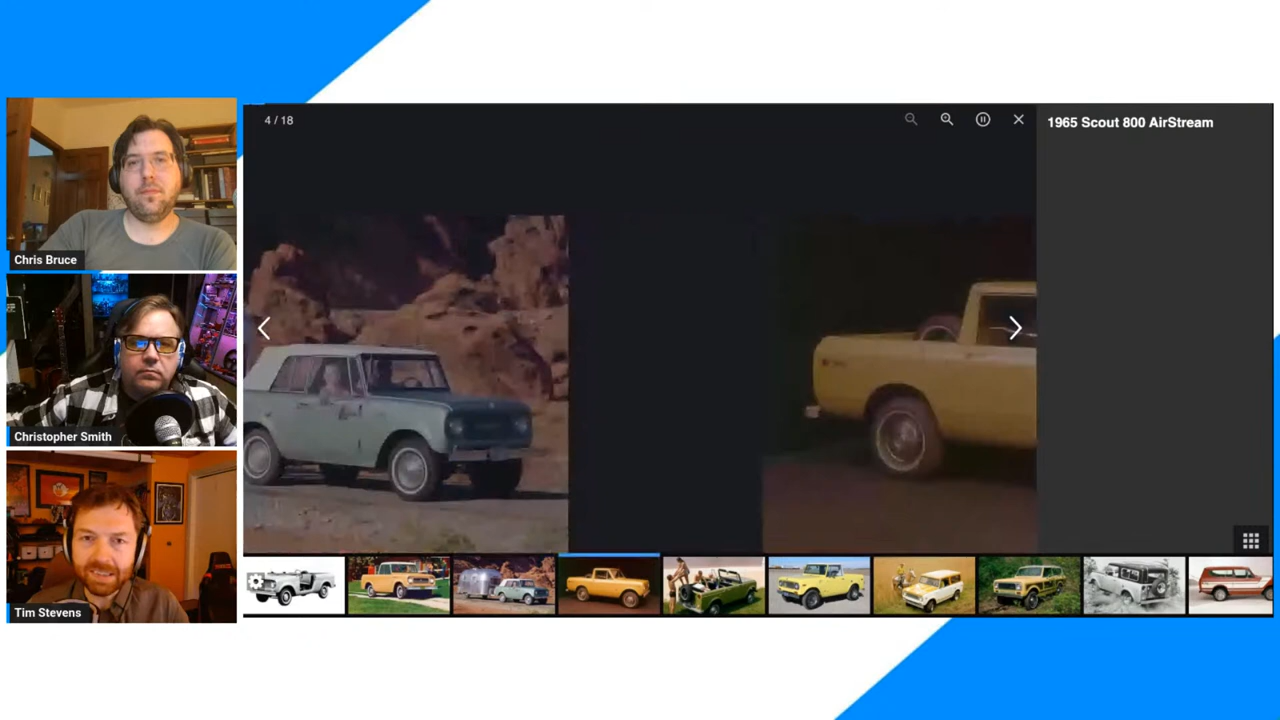 4 / 18
1965 Scout 800 AirStream
Chris Bruce
Christopher Smith
Tim Stevens